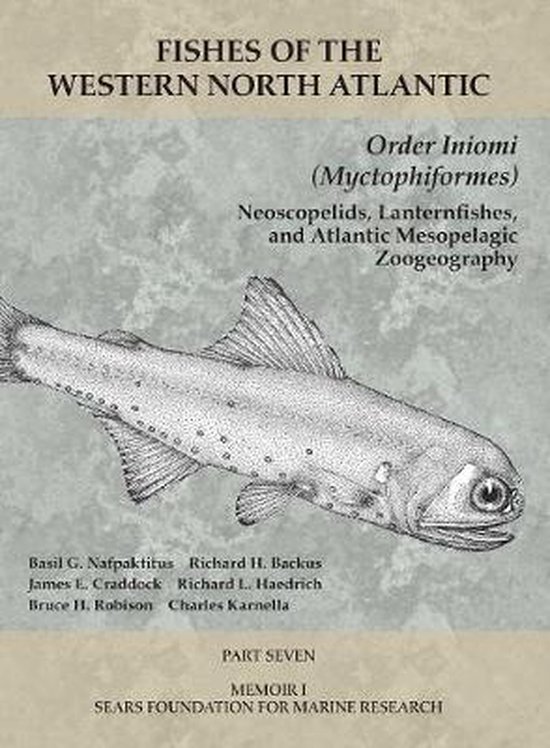 FISHES OF THE
WESTERN NORTH ATLANTIC
Order Iniomi
(Myctophiformes)
Neoscopelids, Lanternfishes,
and Atlantic Mesopelagic
Zoogeography
Basil G. Nafpaktitus Richard H. Backus
James E. Craddock Richard L. Haedrich
Bruce H. Robison Charles Karnella
PART SEVEN
MEMOIR I
SEARS FOUNDATION FOR MARINE RESEARCH